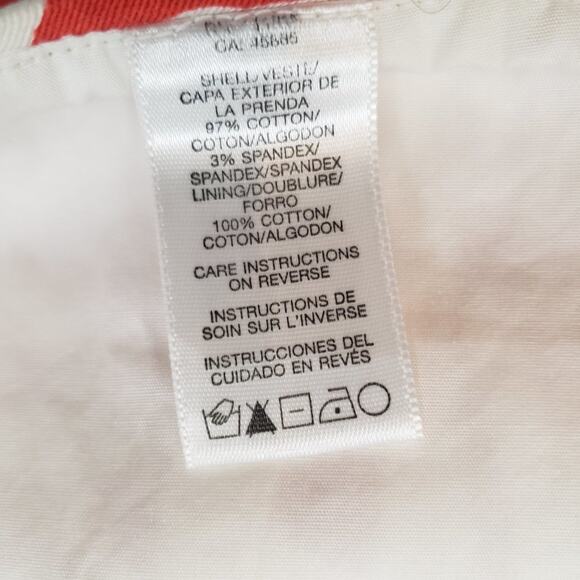 CA: 45685
SHELL/VESTE/
CAPA EXTERIOR DE
LA PRENDA
97% COTTON/
COTON/ALGODON
3% SPANDEX/
SPANDEX/SPANDEX
LINING/DOUBLURE/
FORRO
100% COTTON/
COTON/ALGODON
CARE INSTRUCTIONS
ON REVERSE
INSTRUCTIONS DE
SOIN SUR L'INVERSE
INSTRUCCIONES DEL
CUIDADO EN REVÉS